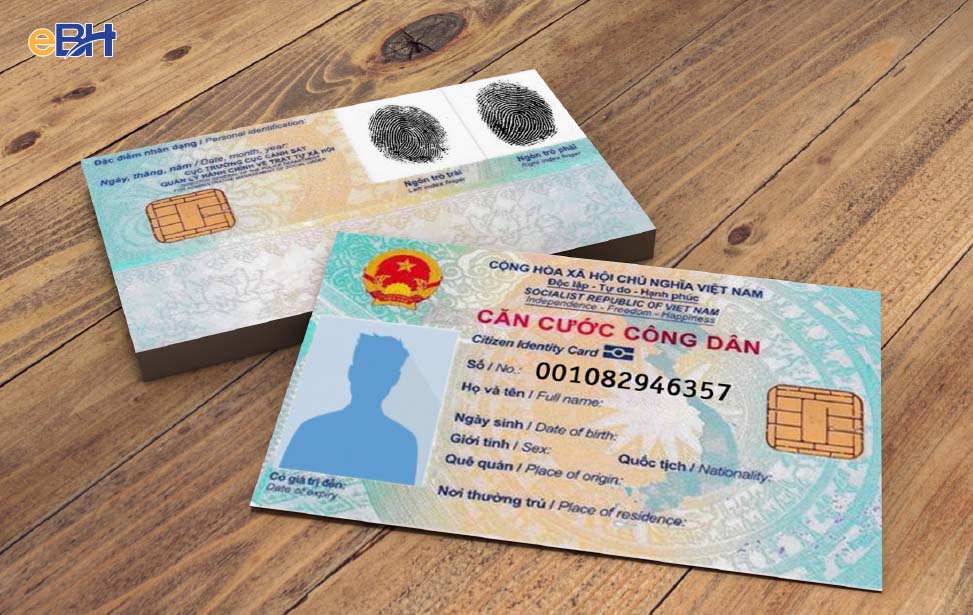 eBH
Đặc điểm nhân dạng / Personal identification:
Ngày, tháng, năm / Date, month, year:
CỤC TRƯỞNG CỤC CẢNH SÁT
QUẢN LÝ HÀNH CHÍNH VỀ TRẬT TỰ XÃ HỘI
Ngón trỏ trái
Left index finger
Ngón trỏ phải
Right index finger
CỘNG HÒA XÃ HỘI CHỦ NGHĨA VIỆT NAM
Độc lập - Tự do - Hạnh phúc
SOCIALIST REPUBLIC OF VIET NAM
Independence - Freedom - Happiness
CĂN CƯỚC CÔNG DÂN
Citizen Identity Card
Số / No.: 001082946357
Họ và tên / Full name:
Ngày sinh / Date of birth:
Giới tính / Sex: Quốc tịch / Nationality:
Quê quán / Place of origin:
Nơi thường trú / Place of residence:
Có giá trị đến:
Date of expiry